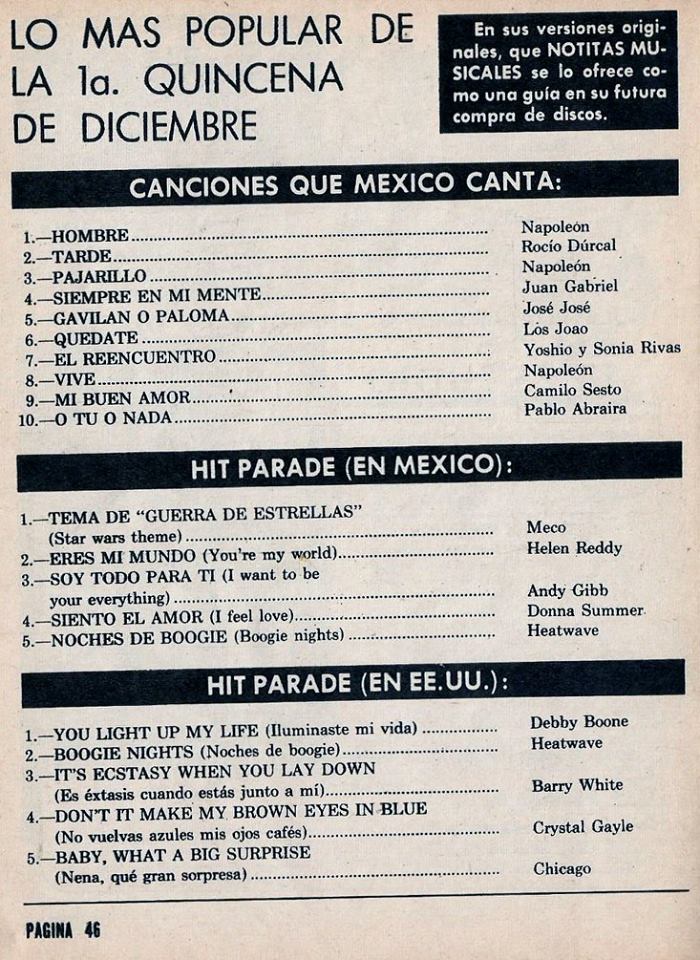 LO MAS POPULAR DE
LA 1a. QUINCENA
DE DICIEMBRE
En sus versiones origi-
nales, que NOTITAS MU-
SICALES se lo ofrece co-
mo una guía en su futura
compra de discos.
CANCIONES QUE MEXICO CANTA:
1.—HOMBRE.......... Napoleón
2.—TARDE.......... Rocío Dúrcal
3.—PAJARILLO.......... Napoleón
4.—SIEMPRE EN MI MENTE.......... Juan Gabriel
5.—GAVILAN O PALOMA.......... José José
6.—QUEDATE.......... Los Joao
7.—EL REENCUENTRO.......... Yoshio y Sonia Rivas
8.—VIVE.......... Napoleón
9.—MI BUEN AMOR.......... Camilo Sesto
10.—O TU O NADA.......... Pablo Abraira
HIT PARADE (EN MEXICO):
1.—TEMA DE "GUERRA DE ESTRELLAS"
(Star wars theme).......... Meco
2.—ERES MI MUNDO (You're my world).......... Helen Reddy
3.—SOY TODO PARA TI (I want to be
your everything).......... Andy Gibb
4.—SIENTO EL AMOR (I feel love).......... Donna Summer
5.—NOCHES DE BOOGIE (Boogie nights).......... Heatwave
HIT PARADE (EN EE.UU.):
1.—YOU LIGHT UP MY LIFE (Iluminaste mi vida).......... Debby Boone
2.—BOOGIE NIGHTS (Noches de boogie).......... Heatwave
3.—IT'S ECSTASY WHEN YOU LAY DOWN
(Es éxtasis cuando estás junto a mí).......... Barry White
4.—DON'T IT MAKE MY BROWN EYES IN BLUE
(No vuelvas azules mis ojos cafés).......... Crystal Gayle
5.—BABY, WHAT A BIG SURPRISE
(Nena, qué gran sorpresa).......... Chicago
PAGINA 46